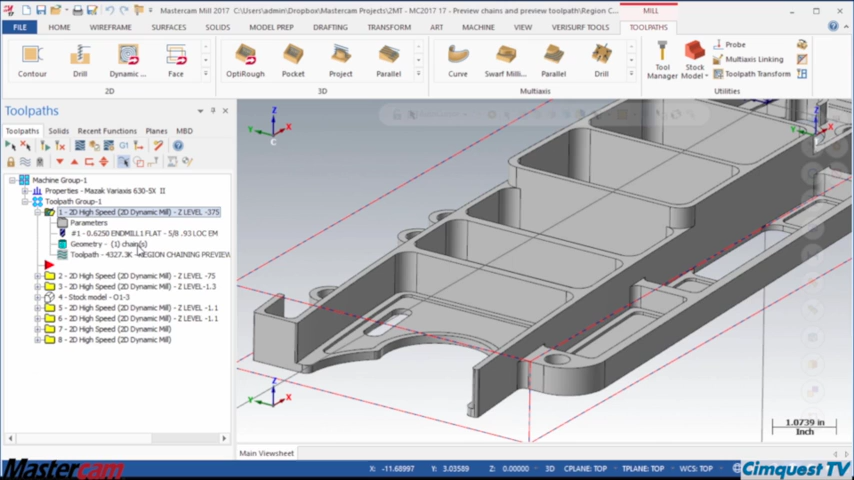 Mastercam Mill 2017 C:\Users\admin\Dropbox\Mastercam Projects\ZMT - MC2017 17 - Preview chains and preview toolpath\Region C...
MILL
FILE HOME WIREFRAME SURFACES SOLIDS MODEL PREP DRAFTING TRANSFORM ART MACHINE VIEW VERISURF TOOLS TOOLPATHS
Contour Drill Dynamic ... Face
2D
OptiRough Pocket Project Parallel
3D
Curve Swarf Milli... Parallel Drill
Multiaxis
Tool Manager
Stock Model
Probe
Multiaxis Linking
Toolpath Transform
Utilities
Toolpaths
Toolpaths Solids Recent Functions Planes MBD
G1
Machine Group-1
Properties - Mazak Variaxis 630-5X II
Toolpath Group-1
1 - 2D High Speed (2D Dynamic Mill) - Z LEVEL -375
Parameters
#1 - 0.6250 ENDMILL1 FLAT - 5/8 .93 LOC EM
Geometry - (1) chain(s)
Toolpath - 4327.3K - REGION CHAINING PREVIEW
2 - 2D High Speed (2D Dynamic Mill) - Z LEVEL -75
3 - 2D High Speed (2D Dynamic Mill) - Z LEVEL-1.3
4 - Stock model - O1-3
5 - 2D High Speed (2D Dynamic Mill) - Z LEVEL -1.1
6 - 2D High Speed (2D Dynamic Mill) - Z LEVEL -1.1
7 - 2D High Speed (2D Dynamic Mill)
8 - 2D High Speed (2D Dynamic Mill)
Z
Y X
C
Z
Y X
Z
Y X
1.0739 in
Inch
Main Viewsheet
X: -11.68997 Y: 3.03589 Z: 0.00000 3D CPLANE: TOP TPLANE: TOP WCS: TOP
Mastercam
Cimquest TV